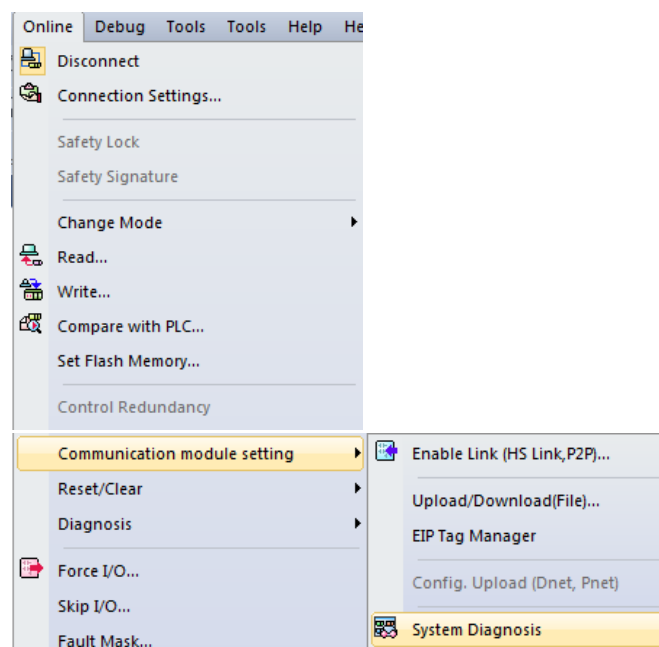 Online Debug Tools Tools Help He
Disconnect
Connection Settings...
Safety Lock
Safety Signature
Change Mode
Read...
Write...
Compare with PLC...
Set Flash Memory...
Control Redundancy
Communication module setting
Reset/Clear
Diagnosis
Force I/O...
Skip I/O...
Fault Mask...
Enable Link (HS Link,P2P)...
Upload/Download(File)...
EIP Tag Manager
Config. Upload (Dnet, Pnet)
System Diagnosis